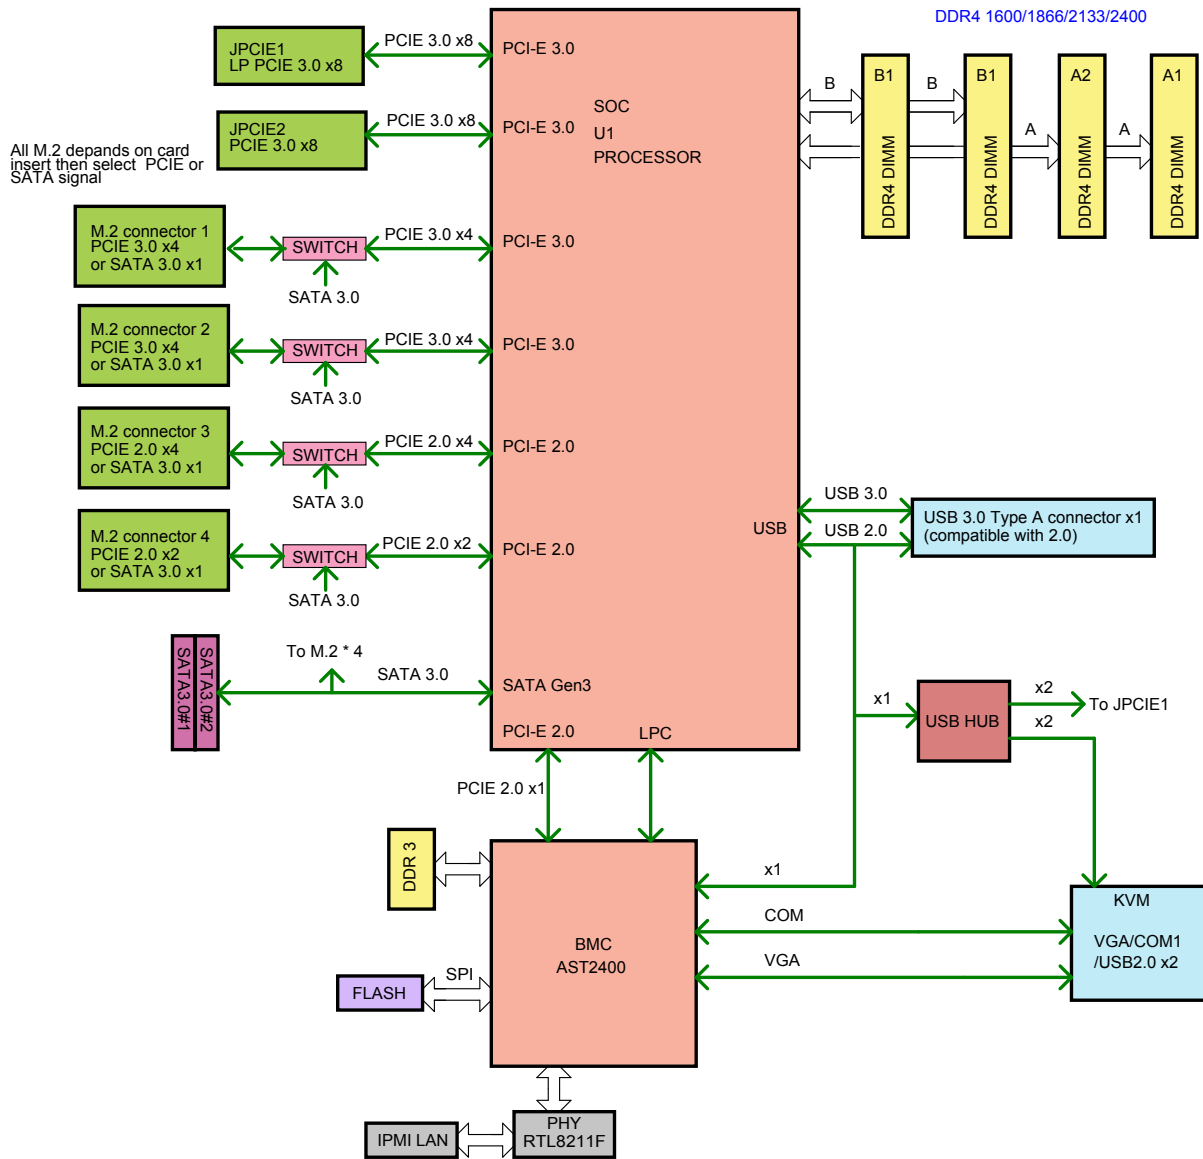 DDR4 1600/1866/2133/2400
JPCIE1
LP PCIE 3.0 x8
PCIE 3.0 x8
PCI-E 3.0
JPCIE2
PCIE 3.0 x8
PCIE 3.0 x8
PCI-E 3.0
SOC
U1
PROCESSOR
B
B
A
A
B1
DDR4 DIMM
B1
DDR4 DIMM
A2
DDR4 DIMM
A1
DDR4 DIMM
All M.2 depands on card
insert then select PCIE or
SATA signal
M.2 connector 1
PCIE 3.0 x4
or SATA 3.0 x1
SWITCH
SATA 3.0
PCIE 3.0 x4
PCI-E 3.0
M.2 connector 2
PCIE 3.0 x4
or SATA 3.0 x1
SWITCH
SATA 3.0
PCIE 3.0 x4
PCI-E 3.0
M.2 connector 3
PCIE 2.0 x4
or SATA 3.0 x1
SWITCH
SATA 3.0
PCIE 2.0 x4
PCI-E 2.0
M.2 connector 4
PCIE 2.0 x2
or SATA 3.0 x1
SWITCH
SATA 3.0
PCIE 2.0 x2
PCI-E 2.0
USB
USB 3.0
USB 2.0
USB 3.0 Type A connector x1
(compatible with 2.0)
SATA3.0#1
SATA3.0#2
To M.2 * 4
SATA 3.0
SATA Gen3
PCI-E 2.0
LPC
x1
USB HUB
x2
To JPCIE1
x2
PCIE 2.0 x1
DDR 3
BMC
AST2400
x1
COM
VGA
KVM
VGA/COM1
/USB2.0 x2
FLASH
SPI
IPMI LAN
PHY
RTL8211F